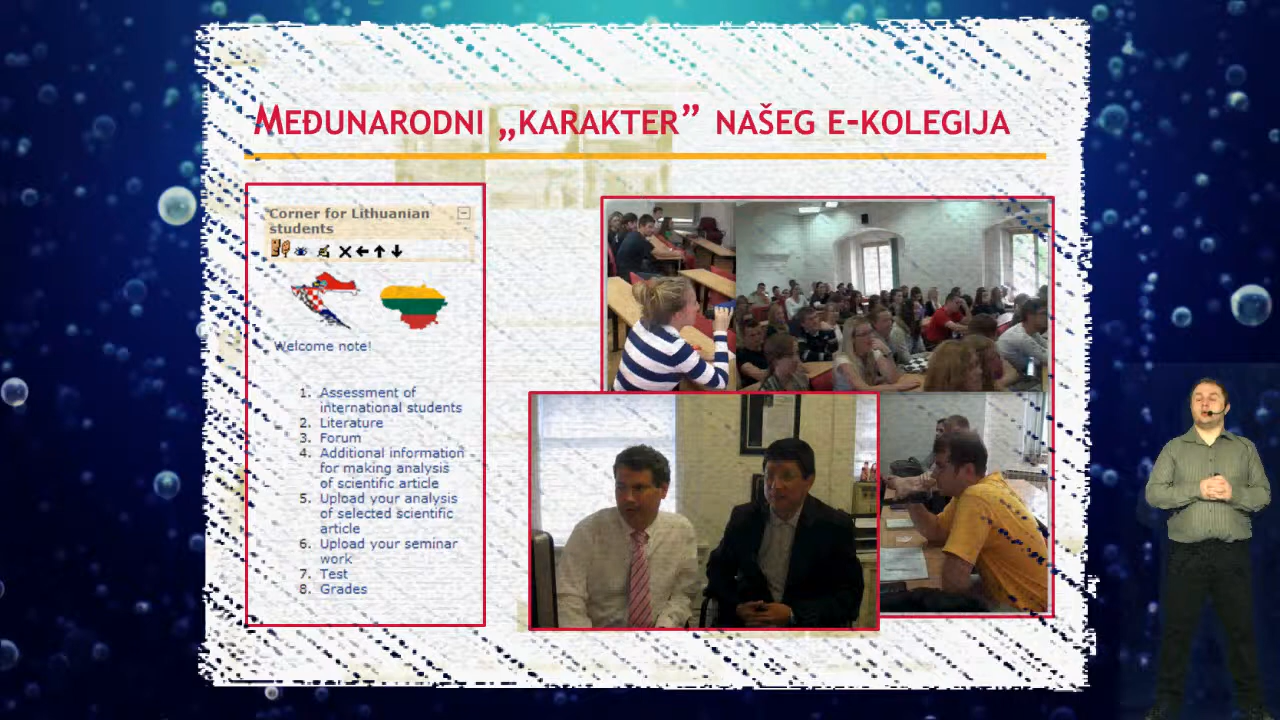 MEĐUNARODNI „KARAKTER” NAŠEG E-KOLEGIJA
Corner for Lithuanian
students
Welcome note!
1. Assessment of
international students
2. Literature
3. Forum
4. Additional information
for making analysis
of scientific article
5. Upload your analysis
of selected scientific
article
6. Upload your seminar
work
7. Test
8. Grades